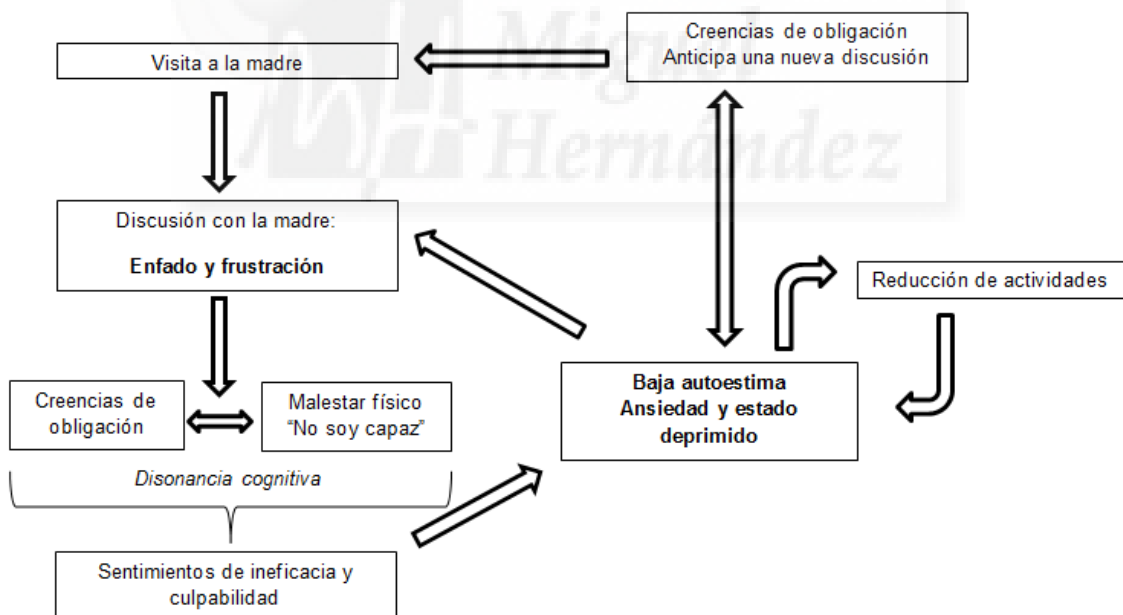 Miguel
Hernández
Creencias de obligación
Anticipa una nueva discusión
Visita a la madre
Discusión con la madre:
Enfado y frustración
Reducción de actividades
Baja autoestima
Ansiedad y estado
deprimido
Creencias de
obligación
Malestar físico
“No soy capaz”
Disonancia cognitiva
Sentimientos de ineficacia y
culpabilidad